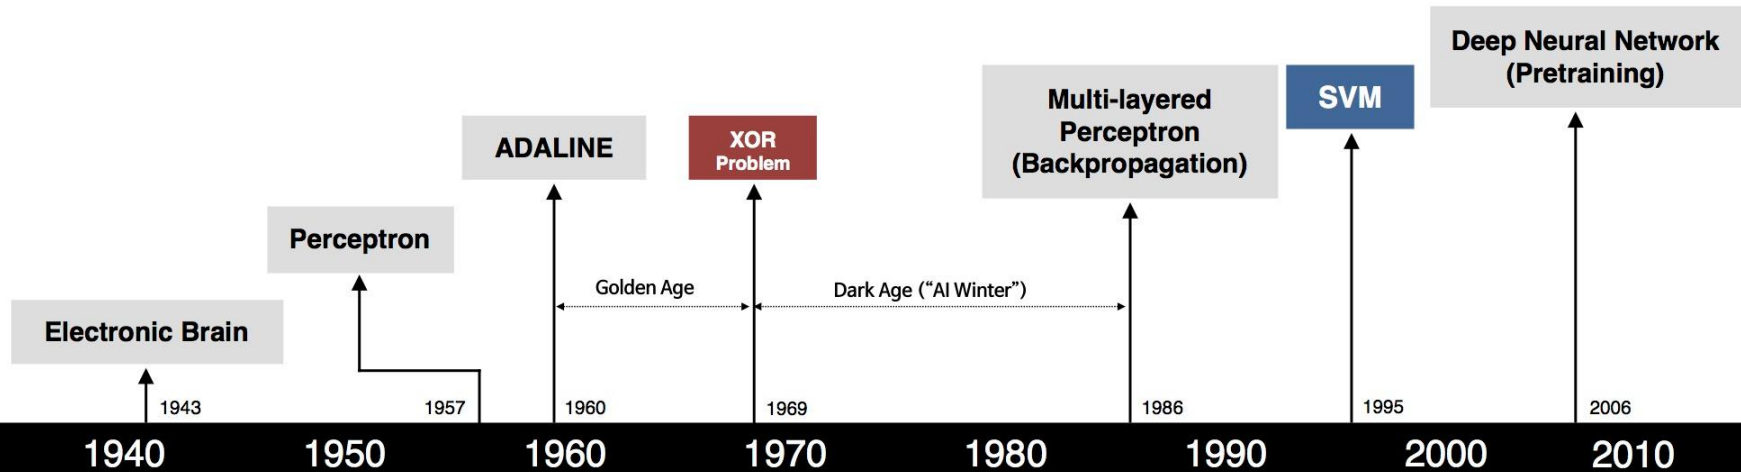 Deep Neural Network
(Pretraining)
Multi-layered
Perceptron
(Backpropagation)
SVM
ADALINE
XOR
Problem
Perceptron
Golden Age
Dark Age (“AI Winter”)
Electronic Brain
1943
1957
1960
1969
1986
1995
2006
1940
1950
1960
1970
1980
1990
2000
2010